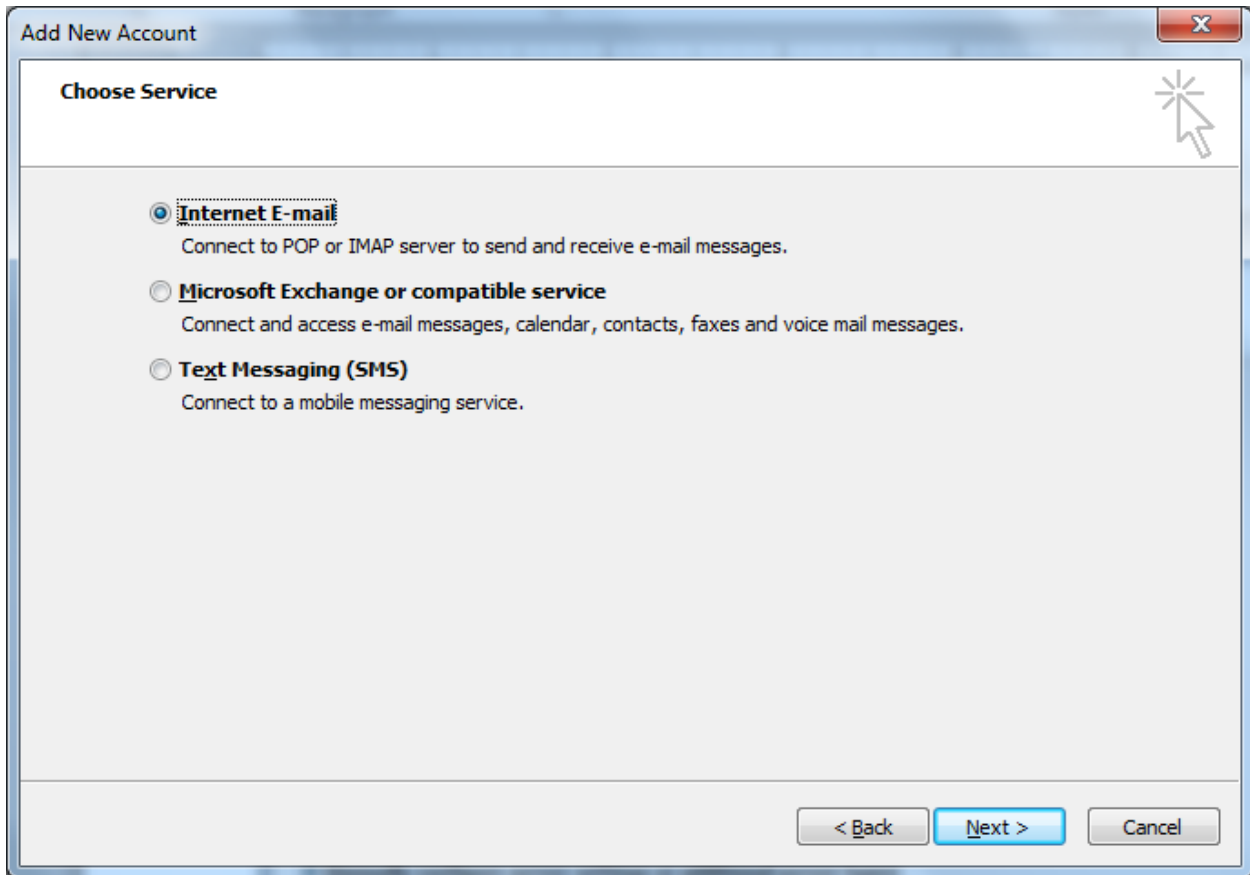 Add New Account
Choose Service
Internet E-mail
Connect to POP or IMAP server to send and receive e-mail messages.
Microsoft Exchange or compatible service
Connect and access e-mail messages, calendar, contacts, faxes and voice mail messages.
Text Messaging (SMS)
Connect to a mobile messaging service.
< Back Next > Cancel